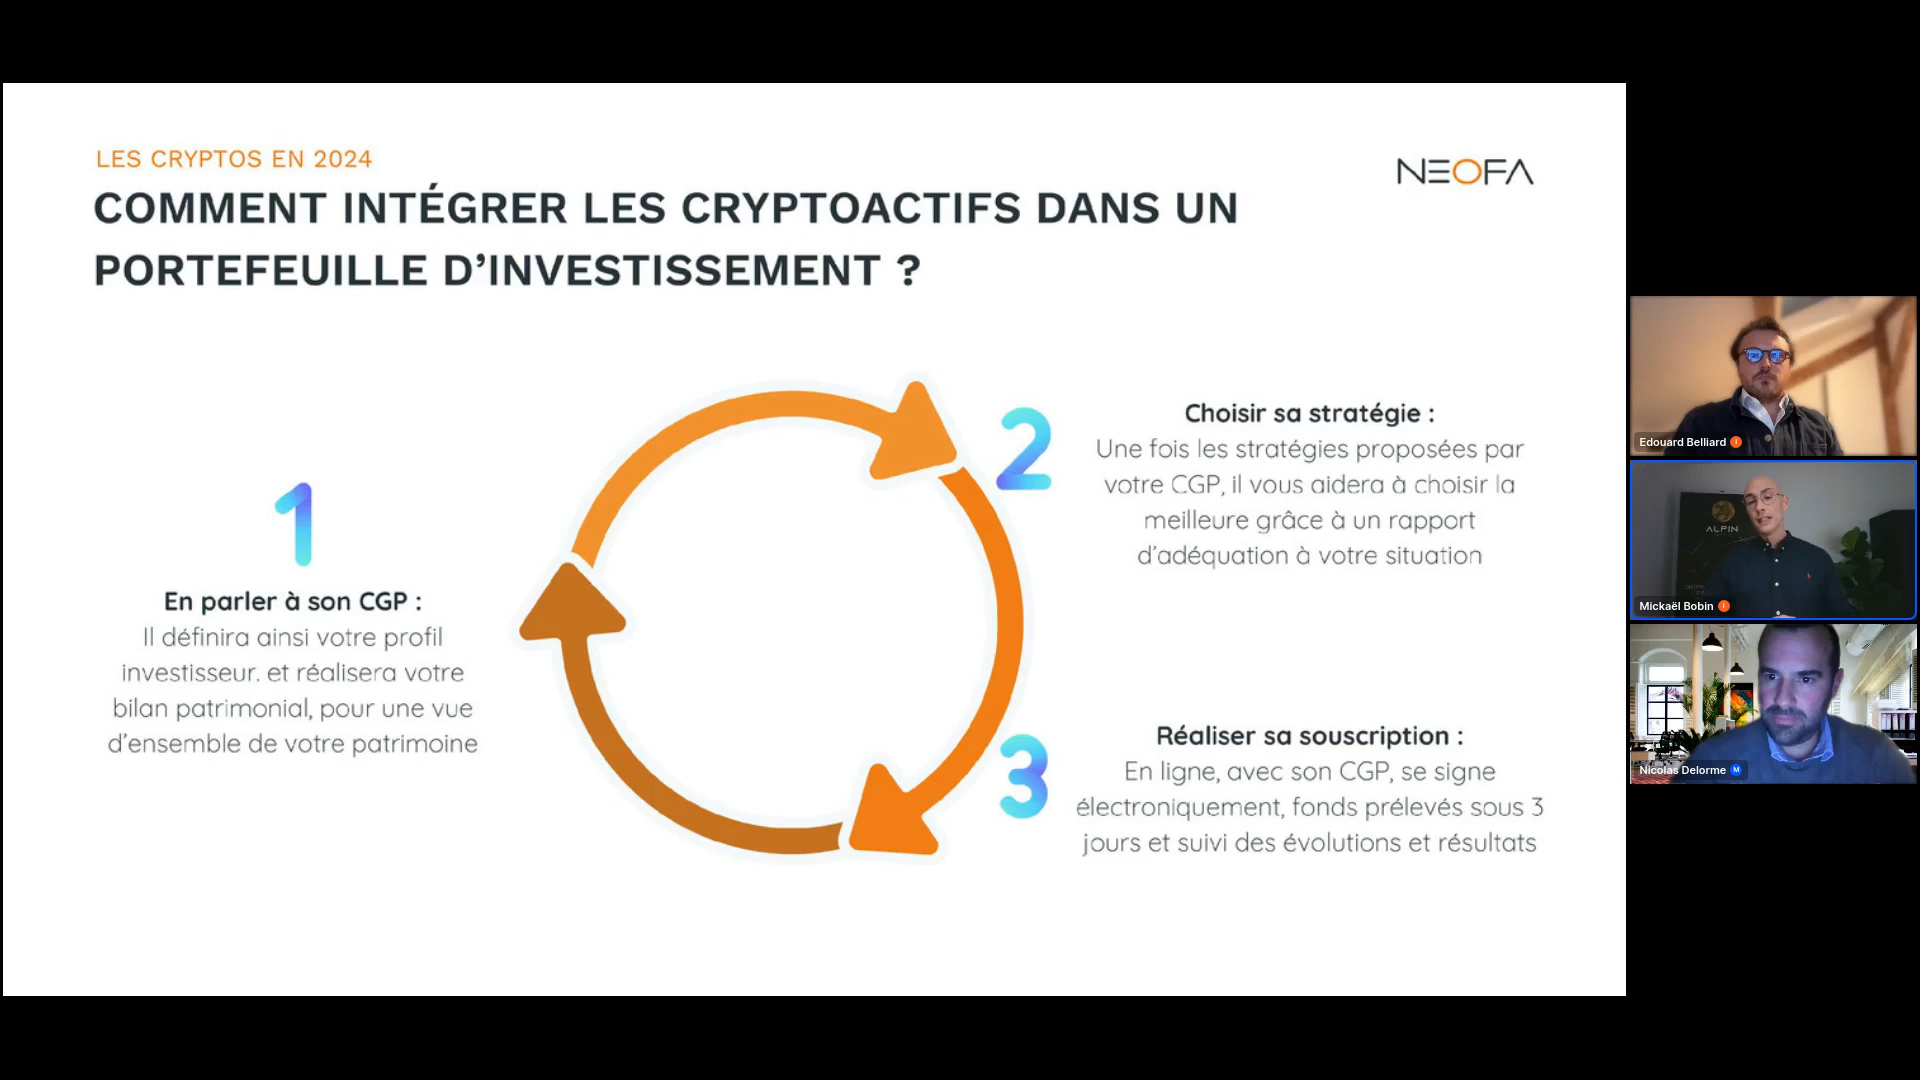 LES CRYPTOS EN 2024
COMMENT INTÉGRER LES CRYPTOACTIFS DANS UN
PORTEFEUILLE D’INVESTISSEMENT ?
NEOFA
1
En parler à son CGP :
Il définira ainsi votre profil
investisseur. et réalisera votre
bilan patrimonial, pour une vue
d’ensemble de votre patrimoine
2
Choisir sa stratégie :
Une fois les stratégies proposées par
votre CGP, il vous aidera à choisir la
meilleure grâce à un rapport
d’adéquation à votre situation
3
Réaliser sa souscription :
En ligne, avec son CGP, se signe
électroniquement, fonds prélevés sous 3
jours et suivi des évolutions et résultats
Edouard Belliard
ALPIN
Mickaël Bobin
Nicolas Delorme M